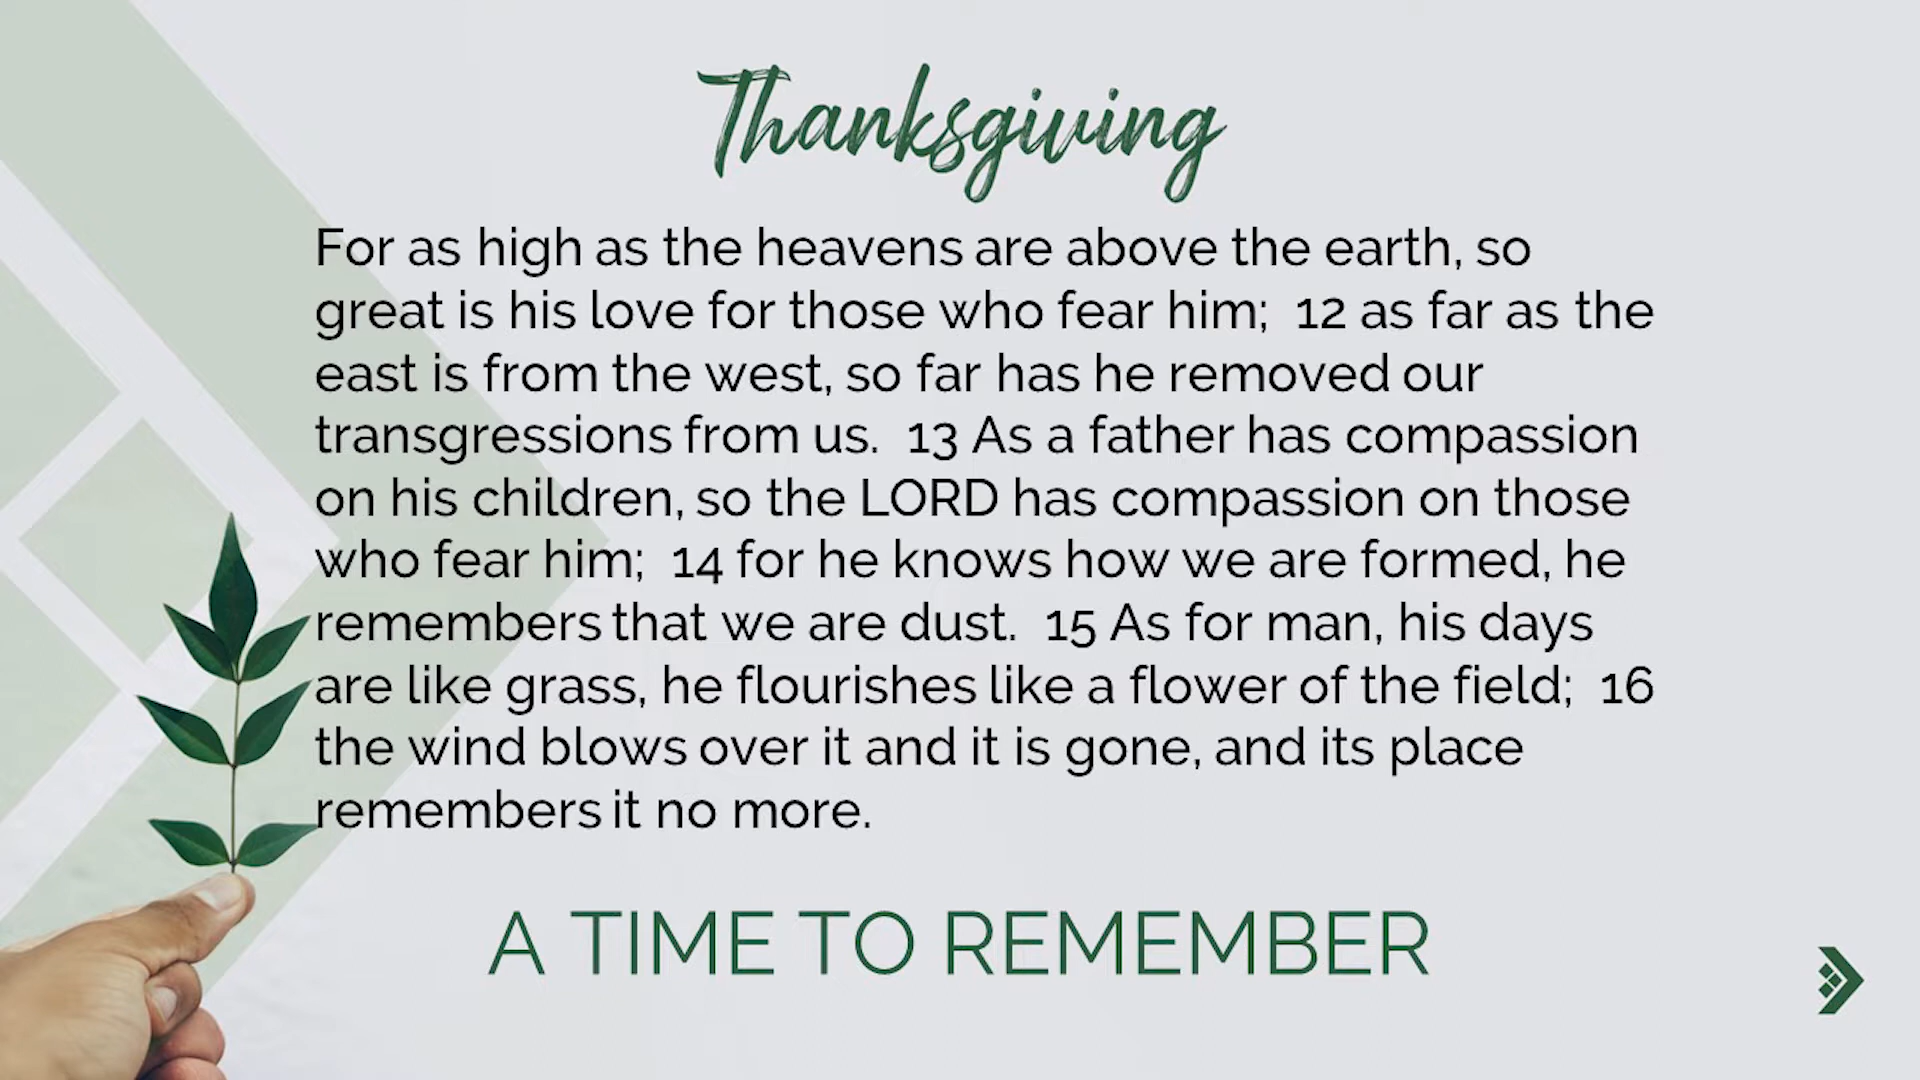 Thanksgiving
For as high as the heavens are above the earth, so
great is his love for those who fear him;  12 as far as the
east is from the west, so far has he removed our
transgressions from us.  13 As a father has compassion
on his children, so the LORD has compassion on those
who fear him;  14 for he knows how we are formed, he
remembers that we are dust.  15 As for man, his days
are like grass, he flourishes like a flower of the field;  16
the wind blows over it and it is gone, and its place
remembers it no more.
A TIME TO REMEMBER